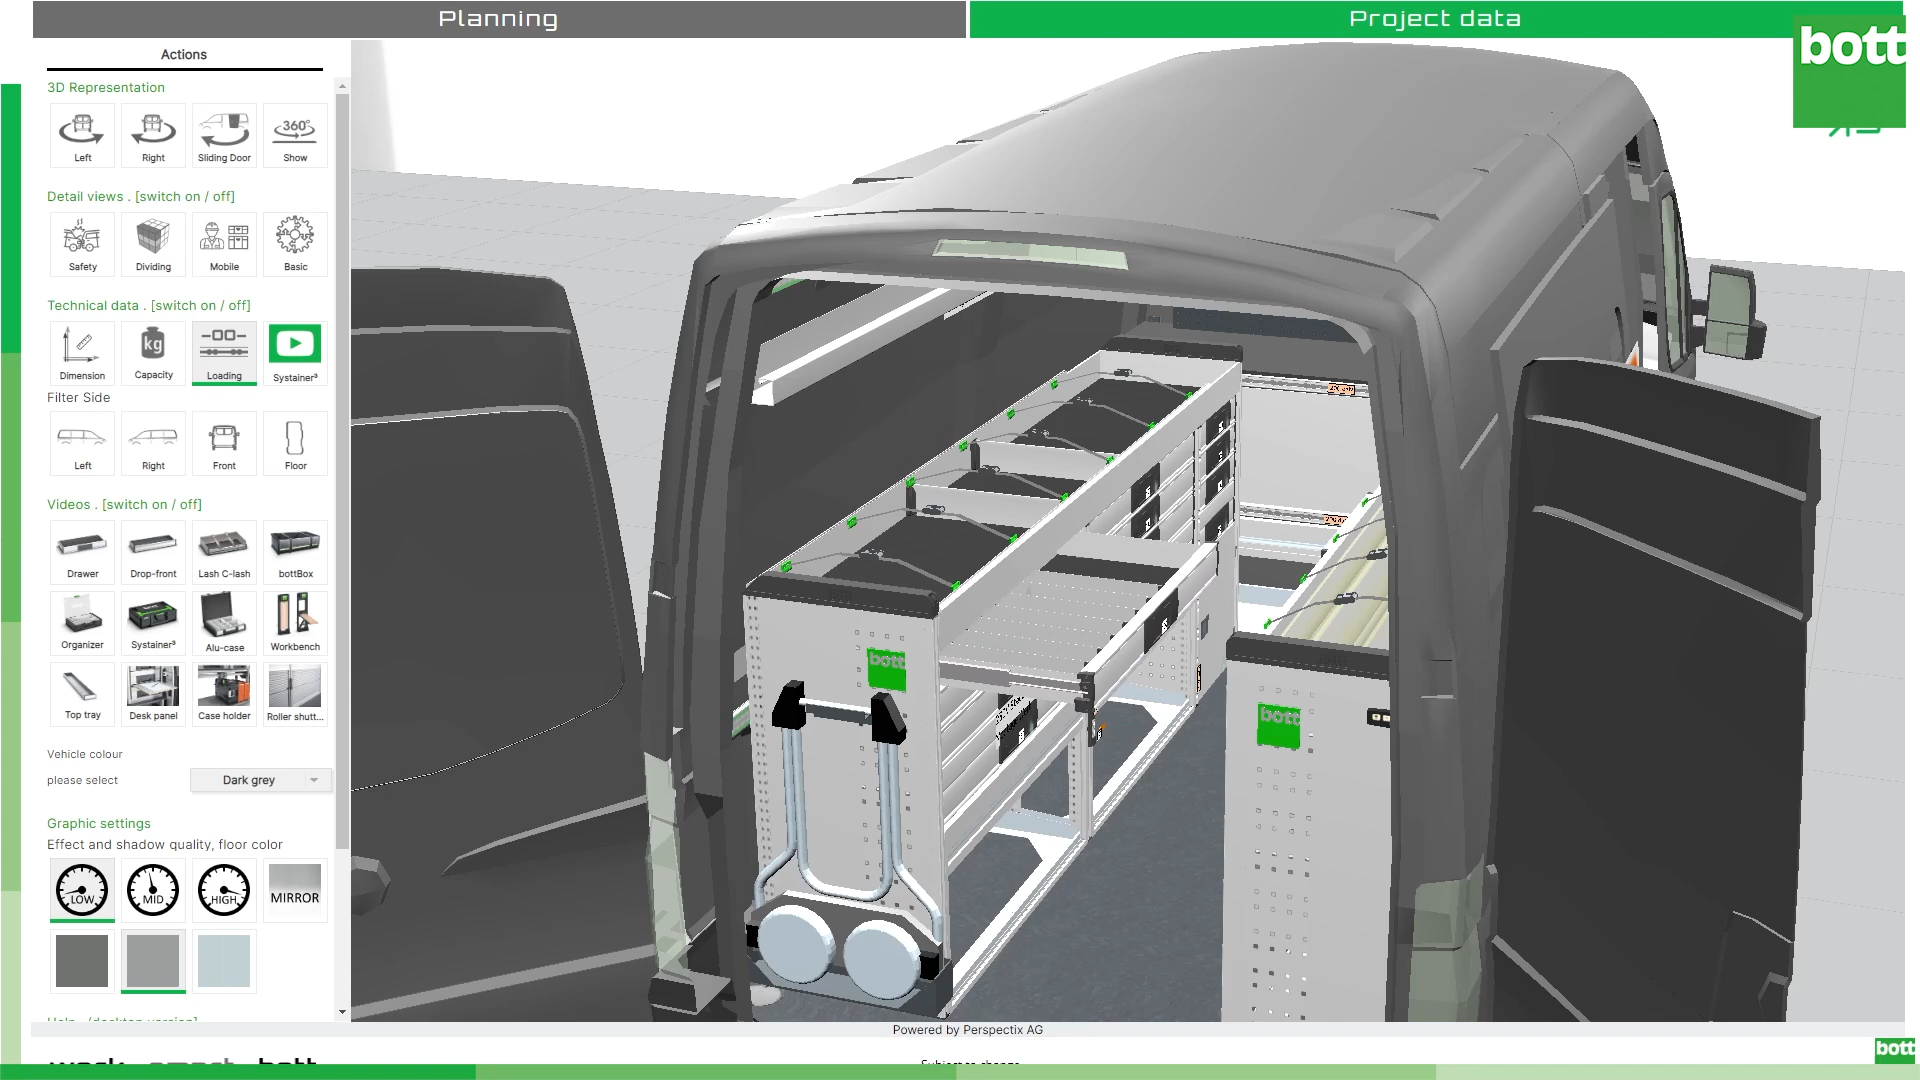 Planning
Project data
bott
Actions
3D Representation
Left
Right
Sliding Door
360°
Show
Detail views . [switch on / off]
Safety
Dividing
Mobile
Basic
Technical data . [switch on / off]
Dimension
kg
Capacity
Loading
Systainer³
Filter Side
Left
Right
Front
Floor
Videos . [switch on / off]
Drawer
Drop-front
Lash C-lash
bottBox
Organizer
Systainer³
Alu-case
Workbench
Top tray
Desk panel
Case holder
Roller shutt...
Vehicle colour
please select
Dark grey
Graphic settings
Effect and shadow quality, floor color
LOW
MID
HIGH
MIRROR
bott
bott
Powered by Perspectix AG
bott